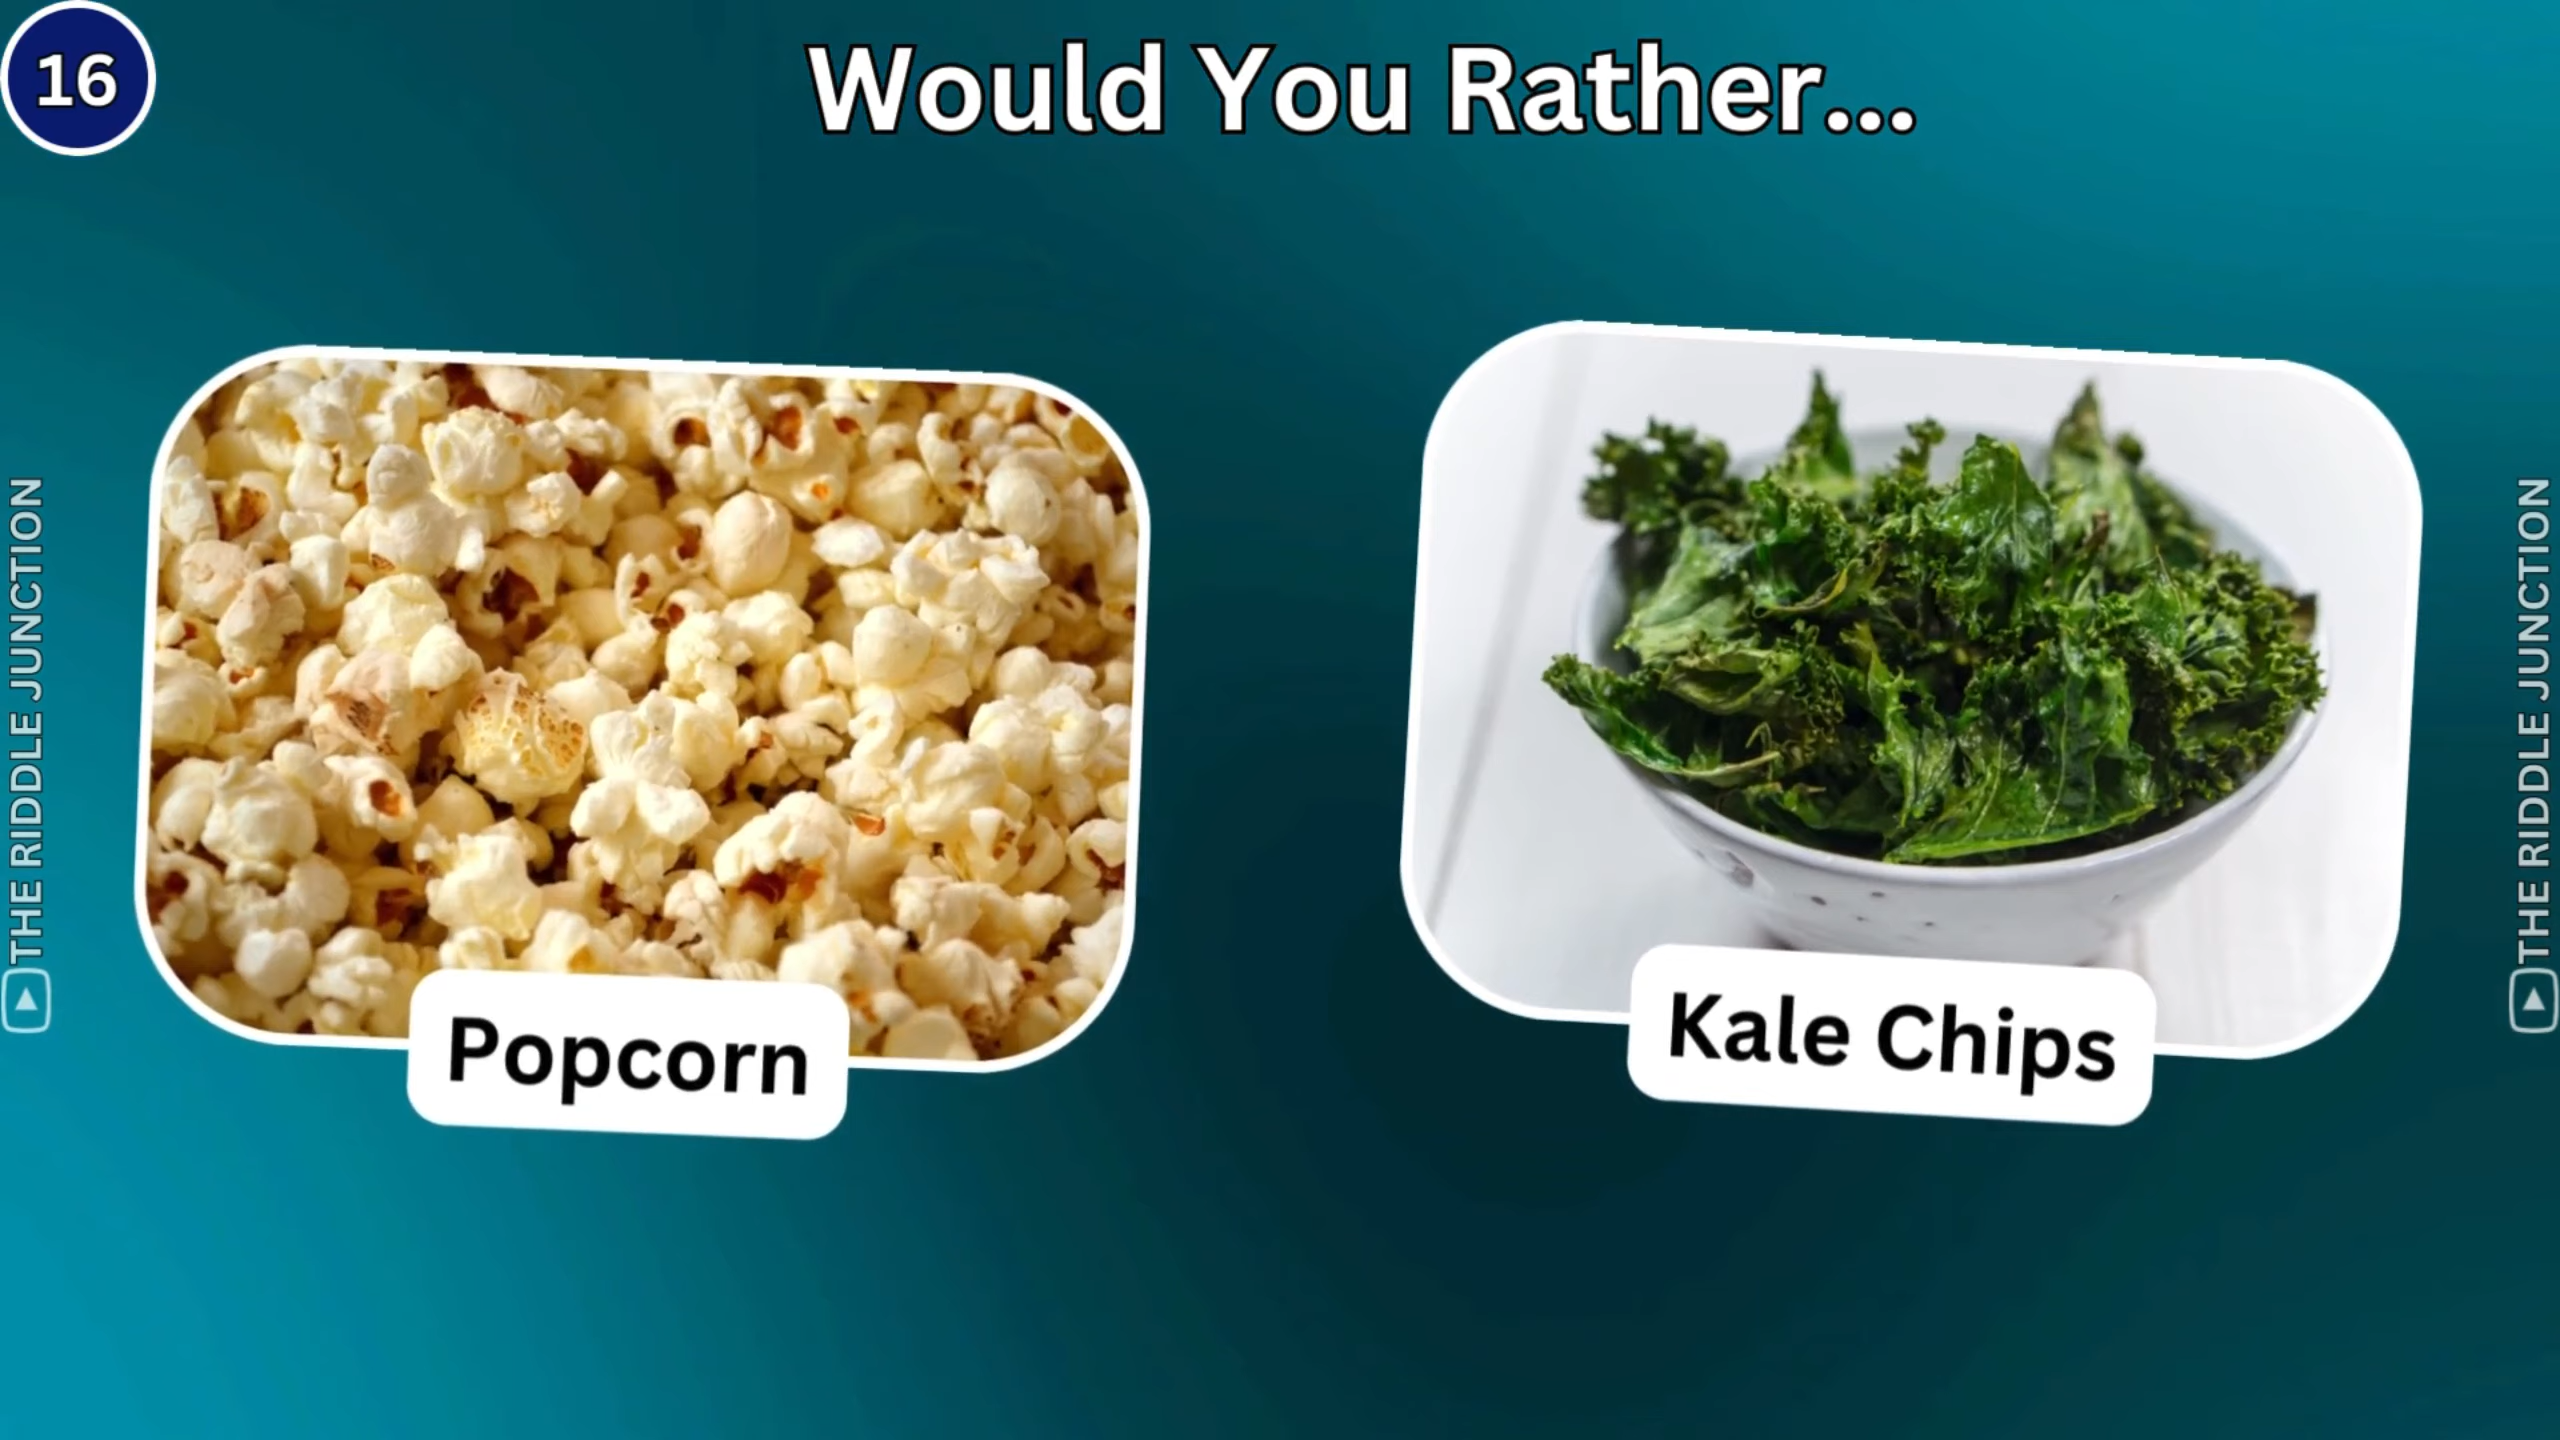 16
Would You Rather...
THE RIDDLE JUNCTION
Popcorn
Kale Chips
THE RIDDLE JUNCTION